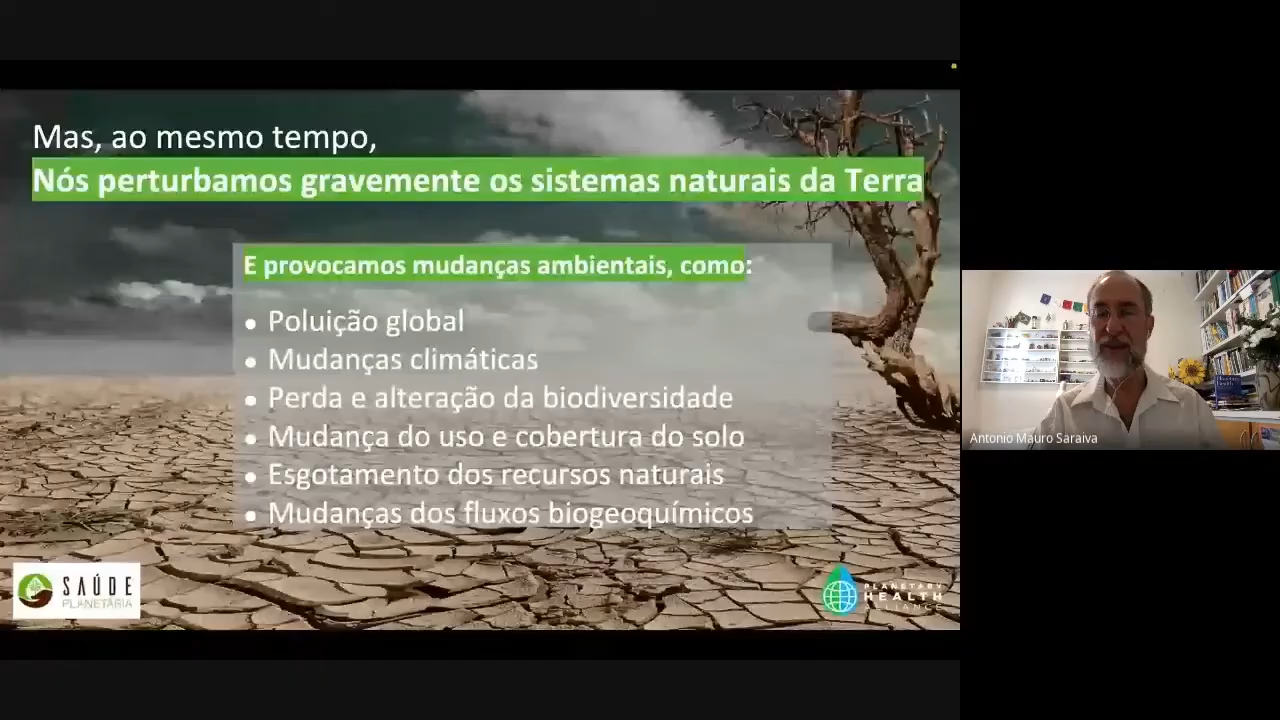 Mas, ao mesmo tempo,
Nós perturbamos gravemente os sistemas naturais da Terra
E provocamos mudanças ambientais, como:
• Poluição global
• Mudanças climáticas
• Perda e alteração da biodiversidade
• Mudança do uso e cobertura do solo
• Esgotamento dos recursos naturais
• Mudanças dos fluxos biogeoquímicos
SAÚDE
PLANETÁRIA
PLANETARY
HEALTH
ALLIANCE
Antonio Mauro Saraiva